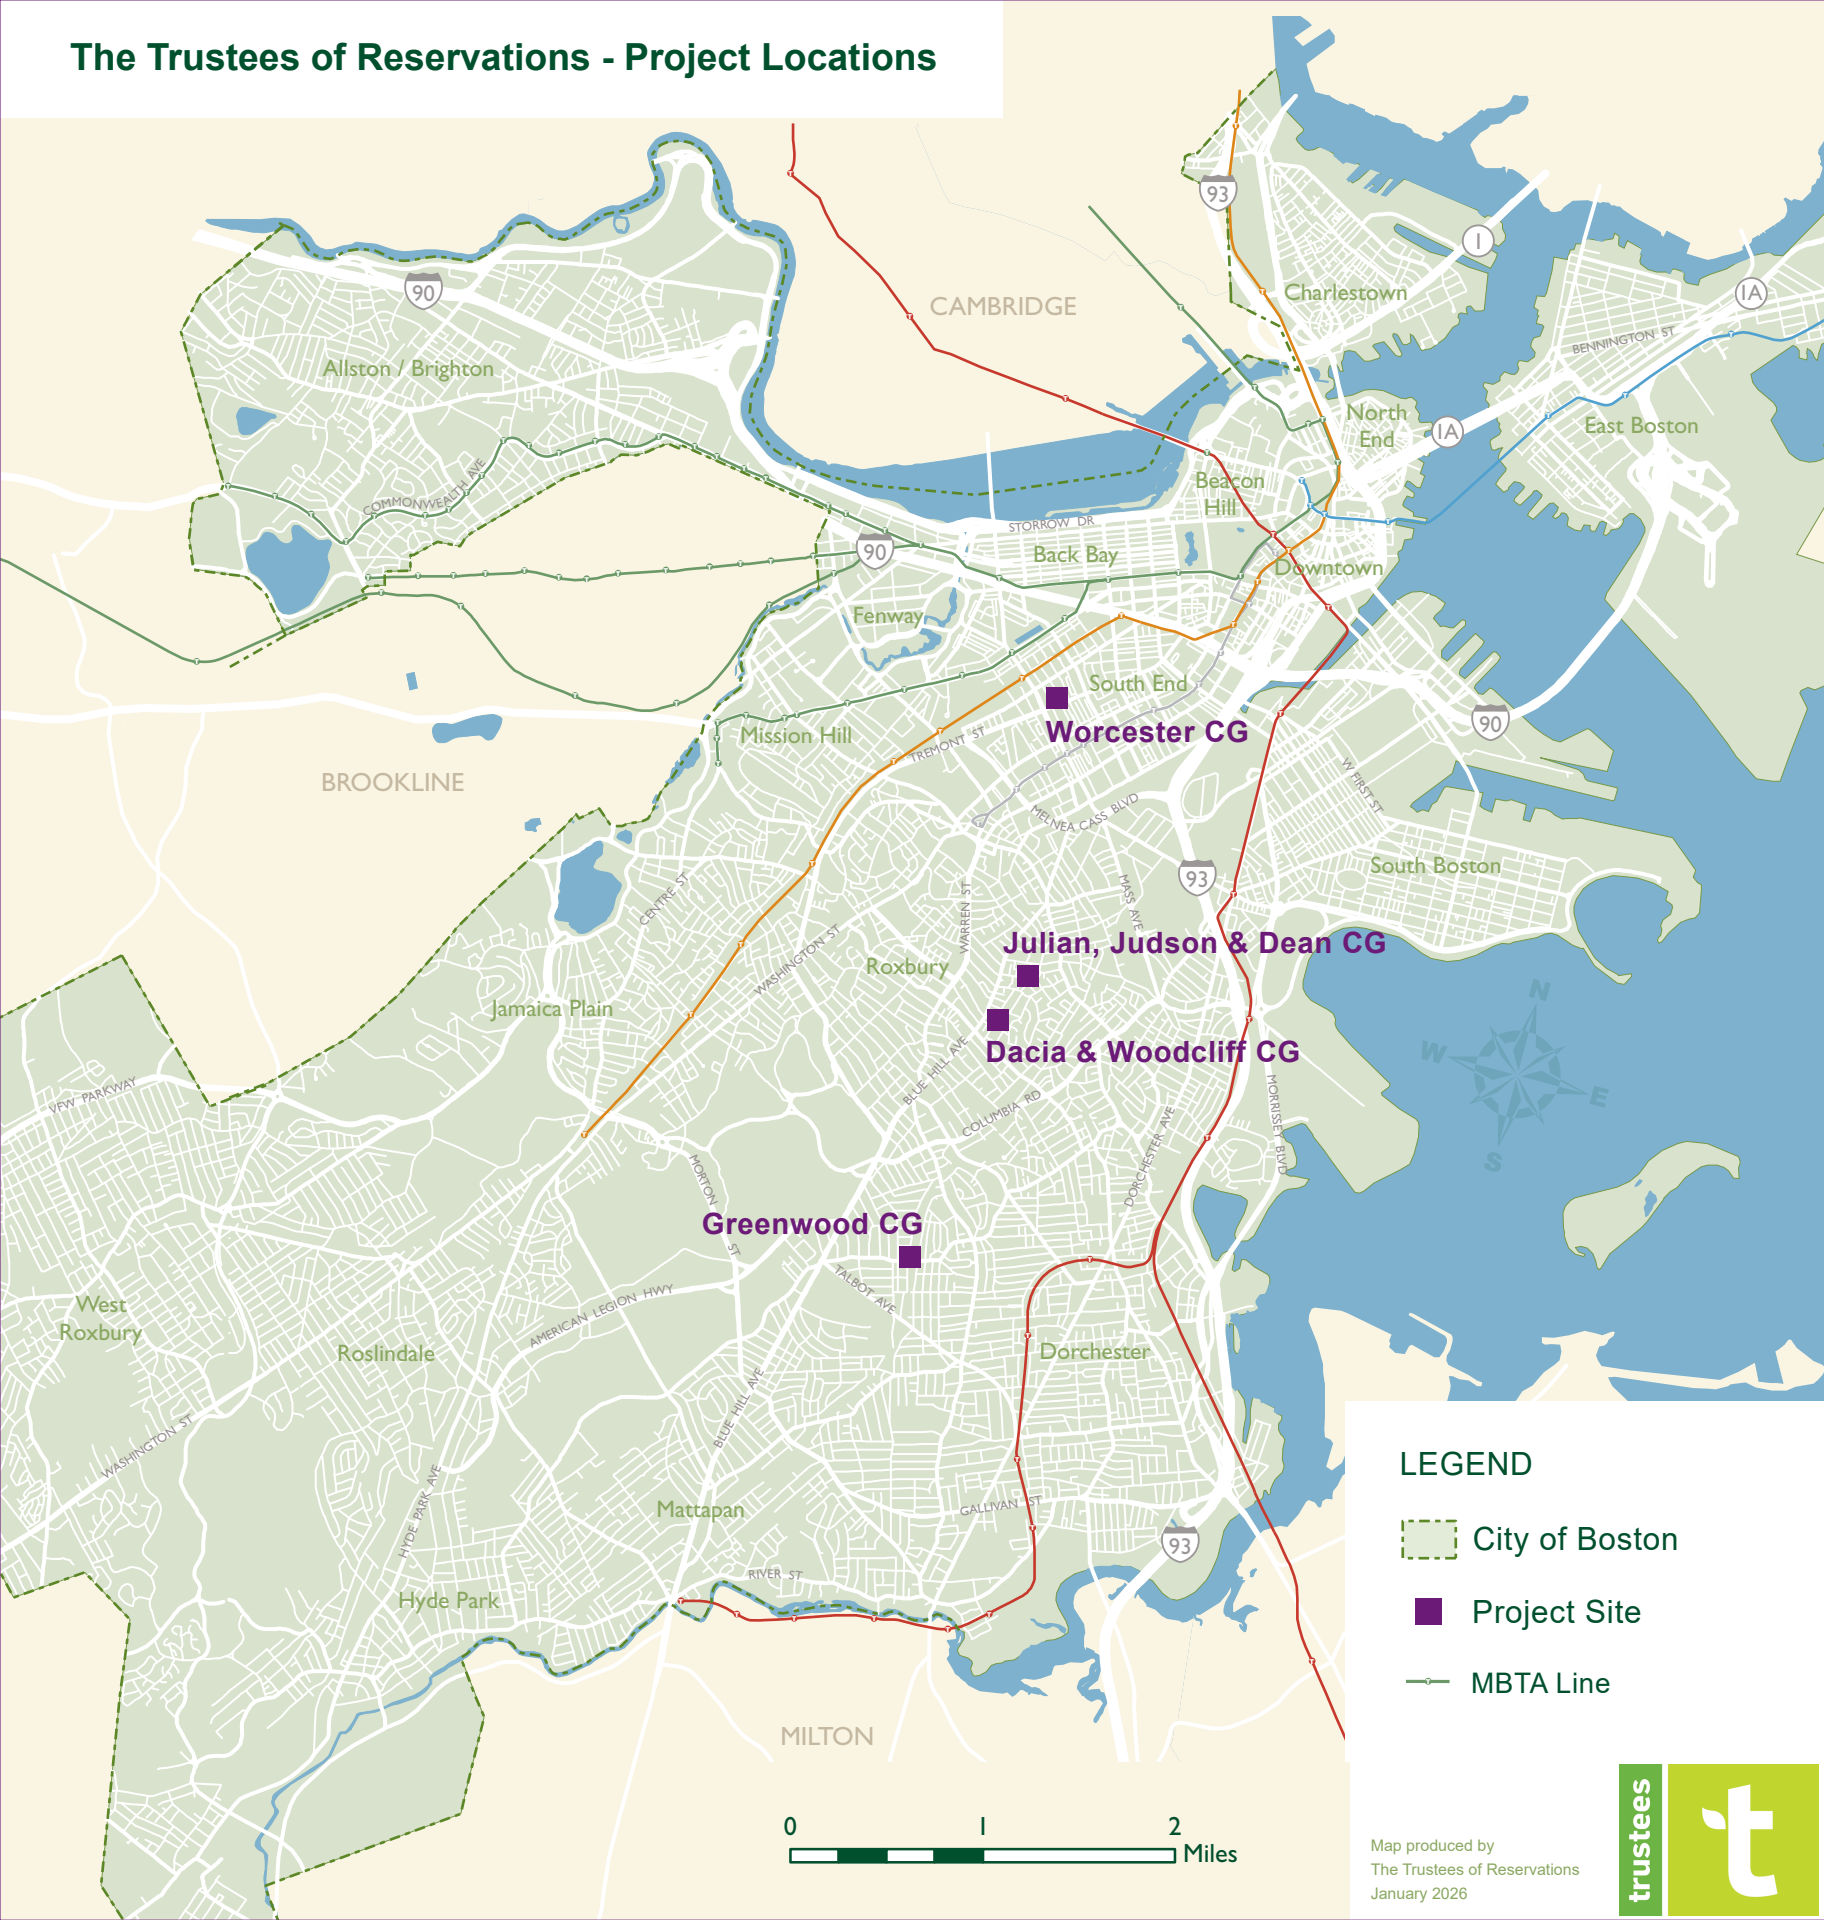 The Trustees of Reservations - Project Locations
93
1
90
CAMBRIDGE
Charlestown
1A
BENNINGTON ST
Allston / Brighton
North
End
1A
East Boston
COMMONWEALTH AVE
Beacon
Hill
STORROW DR
90
Back Bay
Downtown
Fenway
South End
Worcester CG
90
Mission Hill
TREMONT ST
BROOKLINE
W FIRST ST
MELNEA CASS BLVD
South Boston
93
CENTRE ST
MASS AVE
WARREN ST
WASHINGTON ST
Julian, Judson & Dean CG
Roxbury
Jamaica Plain
N
W
E
S
Dacia & Woodcliff CG
BLUE HILL AVE
VFW PARKWAY
COLUMBIA RD
MORRISSEY BLVD
DORCHESTER AVE
MORTON ST
Greenwood CG
TALBOT AVE
AMERICAN LEGION HWY
West
Roxbury
Roslindale
Dorchester
BLUE HILL AVE
WASHINGTON ST
HYDE PARK AVE
Mattapan
GALLIVAN ST
93
RIVER ST
Hyde Park
MILTON
LEGEND
City of Boston
Project Site
T
MBTA Line
0 1 2
Miles
Map produced by
The Trustees of Reservations
January 2026
trustees
t